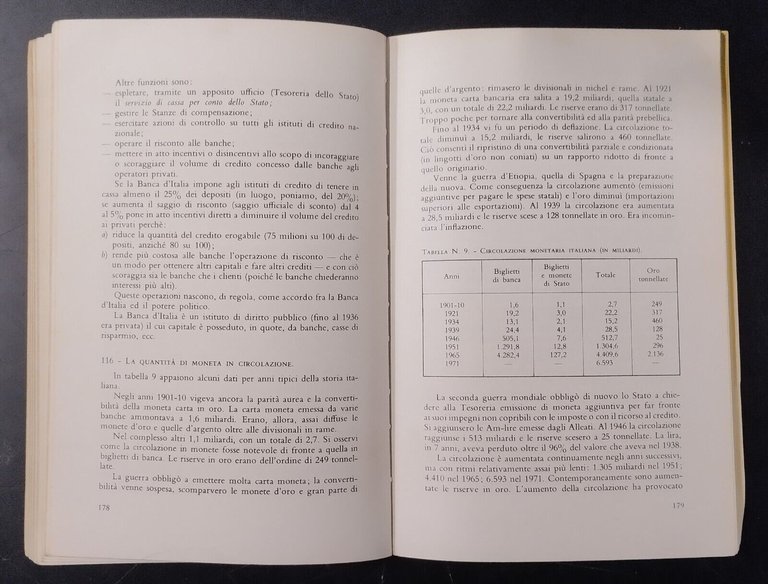 Altre funzioni sono:
— espletare, tramite un apposito ufficio (Tesoreria dello Stato)
il servizio di cassa per conto dello Stato;
— gestire le Stanze di compensazione;
— esercitare azioni di controllo su tutti gli istituti di credito na-
zionale;
— operare il risconto alle banche;
— mettere in atto incentivi o disincentivi allo scopo di incoraggiare
o scoraggiare il volume di credito concesso dalle banche agli
operatori privati.
Se la Banca d'Italia impone agli istituti di credito di tenere in
cassa almeno il 25% dei depositi (in luogo, poniamo, del 20%);
se aumenta il saggio di risconto (saggio ufficiale di sconto) dal 4
al 5% pone in atto incentivi diretti a diminuire il volume del credito
ai privati perché:
a) riduce la quantità del credito erogabile (75 milioni su 100 di de-
positi, anziché 80 su 100);
b) rende più costosa alle banche l'operazione di risconto — che è
un modo per ottenere altri capitali e fare altri crediti — e con ciò
scoraggia sia le banche che i clienti (poiché le banche chiederanno
interessi più alti).
Queste operazioni nascono, di regola, come accordo fra la Banca
d'Italia ed il potere politico.
La Banca d'Italia è un istituto di diritto pubblico (fino al 1936
era privata) il cui capitale è posseduto, in quote, da banche, casse di
risparmio, ecc.
116 - La quantità di moneta in circolazione.
In tabella 9 appaiono alcuni dati per anni tipici della storia ita-
liana.
Negli anni 1901-10 vigeva ancora la parità aurea e la converti-
bilità della moneta carta in oro. La carta moneta emessa da varie
banche ammontava a 1,6 miliardi. Erano, allora, assai diffuse le
monete d'oro e quelle d'argento oltre alle divisionali in rame.
Nel complesso altri 1,1 miliardi, con un totale di 2,7. Si osservi
come la circolazione in monete fosse notevole di fronte a quella in
biglietti di banca. Le riserve in oro erano dell'ordine di 249 tonnel-
late.
La guerra obbligò a emettere molta carta moneta; la converti-
bilità venne sospesa, scomparvero le monete d'oro e gran parte di
178
quelle d'argento: rimasero le divisionali in nichel e rame. Al 1921
la moneta carta bancaria era salita a 19,2 miliardi, quella statale a
3,0, con un totale di 22,2 miliardi. Le riserve erano di 317 tonnellate.
Troppo poche per tornare alla convertibilità ed alla parità prebellica.
Fino al 1934 vi fu un periodo di deflazione. La circolazione to-
tale diminuì a 15,2 miliardi, le riserve salirono a 460 tonnellate.
Ciò consentì il ripristino di una convertibilità parziale e condizionata
(in lingotti d'oro non coniati) su un rapporto ridotto di fronte a
quello originario.
Venne la guerra d'Etiopia, quella di Spagna e la preparazione
della nuova. Come conseguenza la circolazione aumentò (emissioni
aggiuntive per pagare le spese statali) e l'oro diminuì (importazioni
superiori alle esportazioni). Al 1939 la circolazione era aumentata
a 28,5 miliardi e le riserve scese a 128 tonnellate in oro. Era incomin-
ciata l'inflazione.
Tabella N. 9. - Circolazione monetaria italiana (in miliardi).
Anni Biglietti di banca Biglietti e monete di Stato Totale Oro tonnellate
1901-10 1,6 1,1 2,7 249
1921 19,2 3,0 22,2 317
1934 13,1 2,1 15,2 460
1939 24,4 4,1 28,5 128
1946 505,1 7,6 512,7 25
1951 1.291,8 12,8 1.304,6 296
1965 4.282,4 127,2 4.409,6 2.136
1971 — — 6.593 —
La seconda guerra mondiale obbligò di nuovo lo Stato a chie-
dere alla Tesoreria emissione di moneta aggiuntiva per far fronte
ai suoi impegni non copribili con le imposte o con il ricorso al credito.
Si aggiunsero le Am-lire emesse dagli Alleati. Al 1946 la circolazione
raggiunse i 513 miliardi e le riserve scesero a 25 tonnellate. La lira,
in 7 anni, aveva perduto oltre il 96% del valore che aveva nel 1938.
La circolazione è aumentata continuamente negli anni successivi,
ma con ritmi relativamente assai più lenti: 1.305 miliardi nel 1951;
4.410 nel 1965; 6.593 nel 1971. Contemporaneamente sono aumen-
tate le riserve in oro. L'aumento della circolazione ha provocato
179